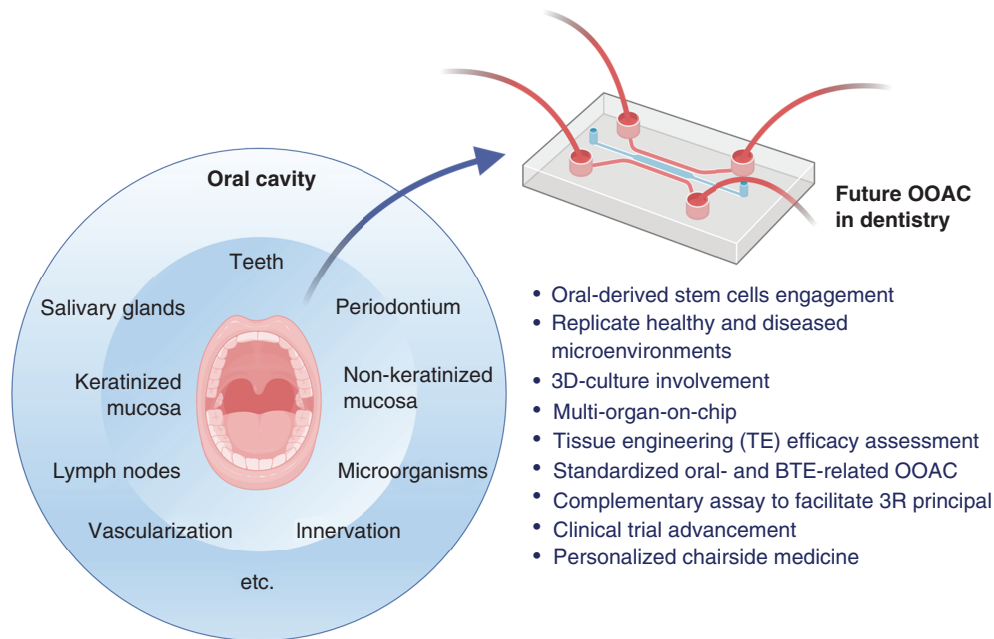 Oral cavity
Teeth
Salivary glands
Periodontium
Keratinized
mucosa
Non-keratinized
mucosa
Lymph nodes
Microorganisms
Vascularization
Innervation
etc.
Future OOAC
in dentistry
• Oral-derived stem cells engagement
• Replicate healthy and diseased
microenvironments
• 3D-culture involvement
• Multi-organ-on-chip
• Tissue engineering (TE) efficacy assessment
• Standardized oral- and BTE-related OOAC
• Complementary assay to facilitate 3R principal
• Clinical trial advancement
• Personalized chairside medicine